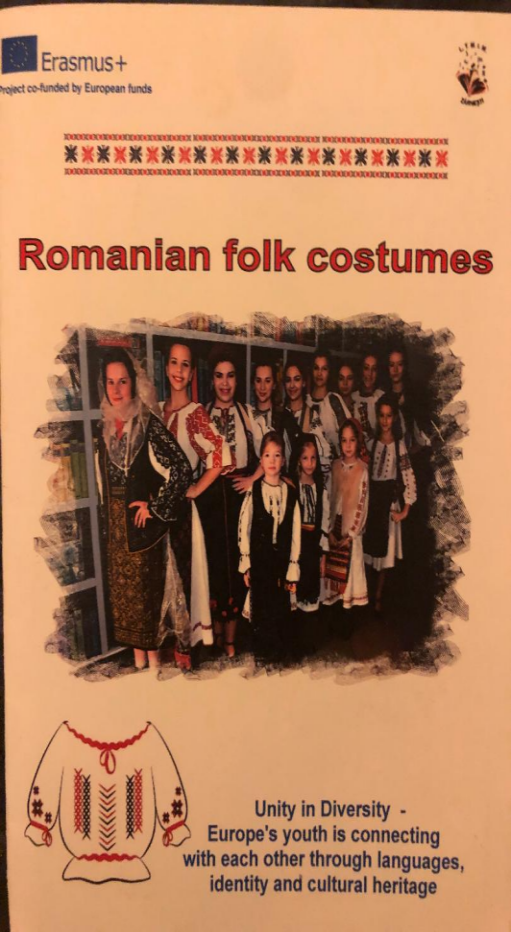 Erasmus+
Project co-funded by European funds
Romanian folk costumes
Unity in Diversity -
Europe's youth is connecting
with each other through languages,
identity and cultural heritage